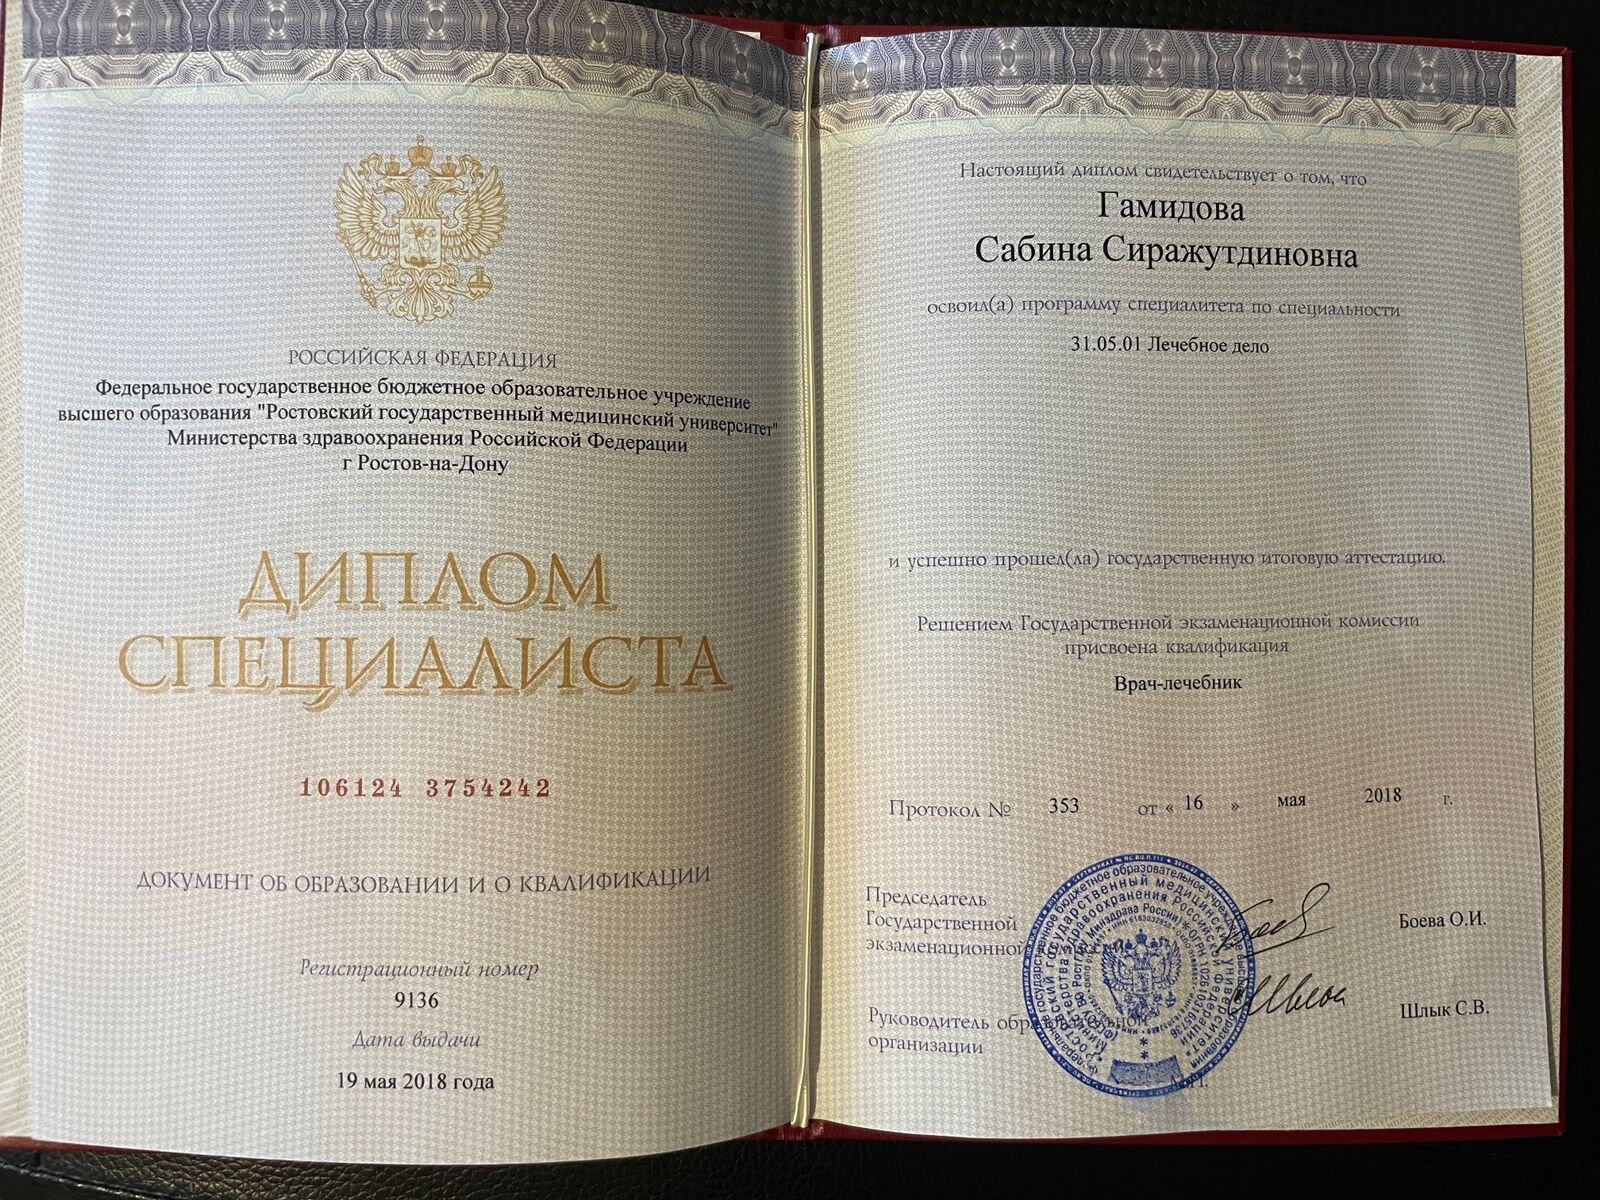 РОССИЙСКАЯ ФЕДЕРАЦИЯ
Федеральное государственное бюджетное образовательное учреждение
высшего образования "Ростовский государственный медицинский университет"
Министерства здравоохранения Российской Федерации
г Ростов-на-Дону
ДИПЛОМ
СПЕЦИАЛИСТА
106124 3754242
ДОКУМЕНТ ОБ ОБРАЗОВАНИИ И О КВАЛИФИКАЦИИ
Регистрационный номер
9136
Дата выдачи
19 мая 2018 года
Настоящий диплом свидетельствует о том, что
Гамидова
Сабина Сиражутдиновна
освоил(а) программу специалитета по специальности
31.05.01 Лечебное дело
и успешно прошел(ла) государственную итоговую аттестацию.
Решением Государственной экзаменационной комиссии
присвоена квалификация
Врач-лечебник
Протокол № 353 от « 16 » мая 2018 г.
Председатель
Государственной
экзаменационной
Боева О.И.
Руководитель образовательной
организации
Шлык С.В.
М.П.